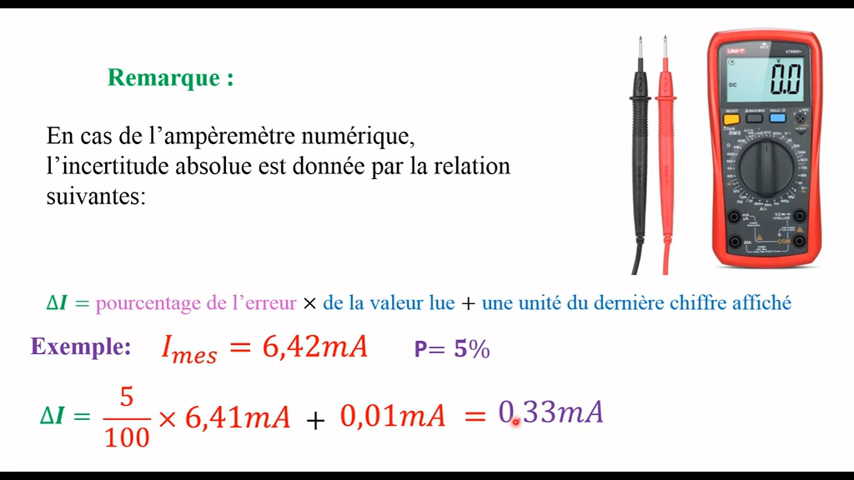 Remarque :
En cas de l'ampèremètre numérique,
l'incertitude absolue est donnée par la relation
suivantes:
UNI-T
DC
0.0
ΔI = pourcentage de l'erreur × de la valeur lue + une unité du dernière chiffre affiché
Exemple: I_mes = 6,42mA P= 5%
ΔI = 5/100 × 6,41mA + 0,01mA = 0.33mA